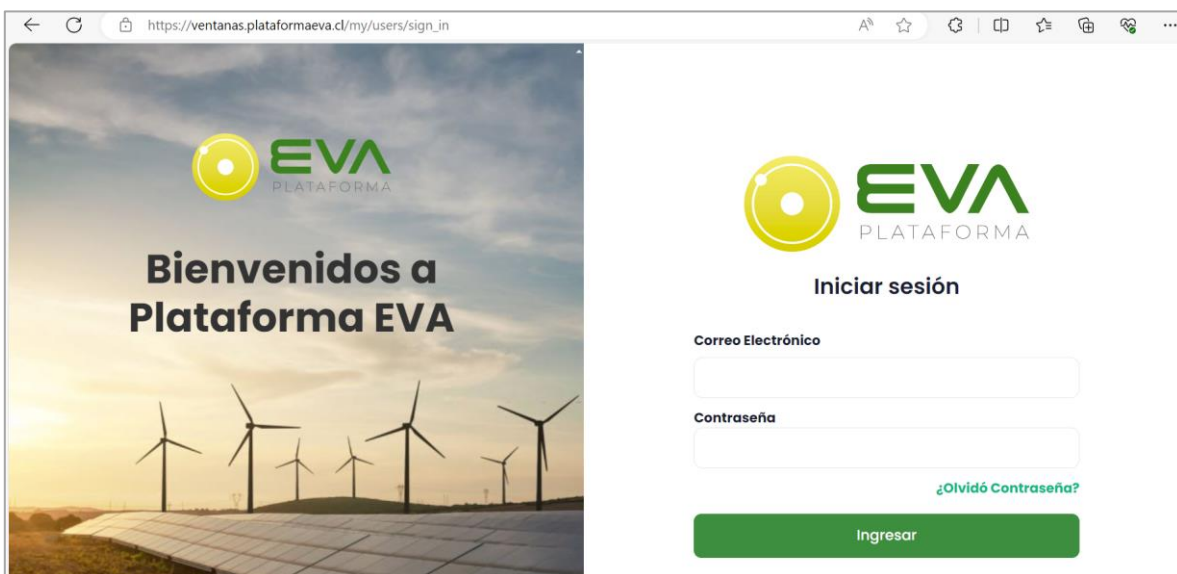 https://ventanas.plataformaeva.cl/my/users/sign_in
EVA
PLATAFORMA
Bienvenidos a
Plataforma EVA
EVA
PLATAFORMA
Iniciar sesión
Correo Electrónico
Contraseña
¿Olvidó Contraseña?
Ingresar